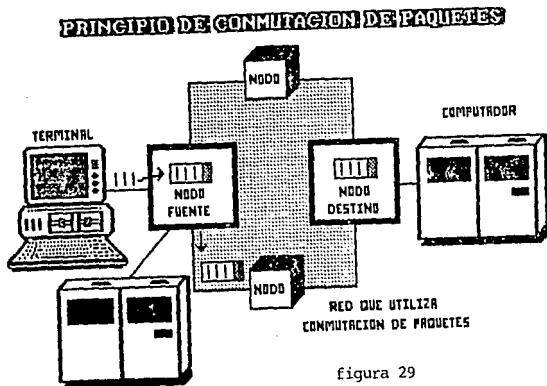 PRINCIPIO DE CONMUTACION DE PAQUETES
NODO
COMPUTADOR
TERMINAL
NODO
FUENTE
NODO
DESTINO
NODO
RED QUE UTILIZA
CONMUTACION DE PAQUETES
figura 29